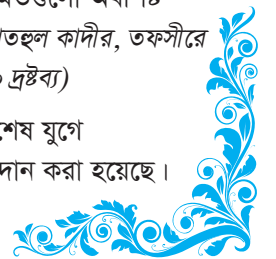 তহুল কাদীর, তফসীরে
দ্রষ্টব্য)
শেষ যুগে
দান করা হয়েছে।